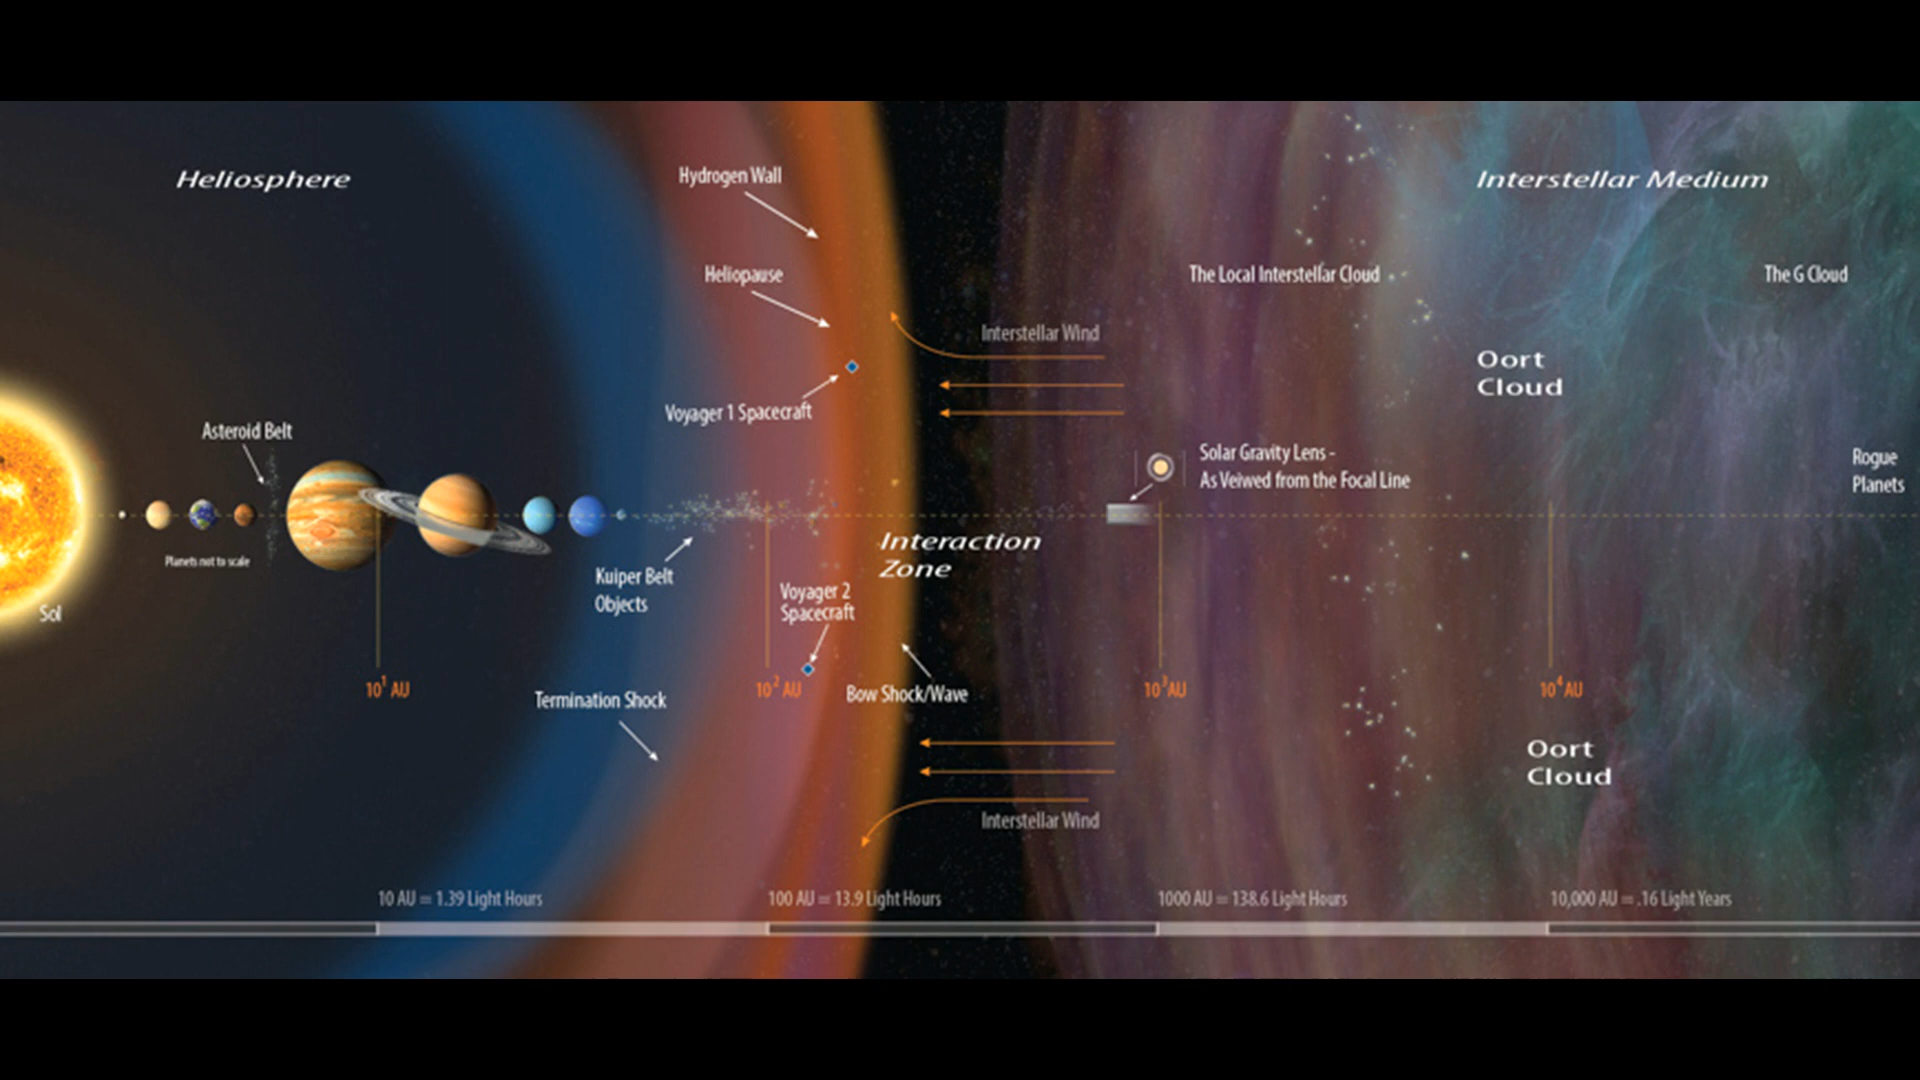 Heliosphere
Hydrogen Wall
Interstellar Medium
Heliopause
The Local Interstellar Cloud
The G Cloud
Interstellar Wind
Oort
Cloud
Voyager 1 Spacecraft
Asteroid Belt
Solar Gravity Lens -
As Veiwed from the Focal Line
Rogue
Planets
Interaction
Zone
Planets not to scale
Kuiper Belt
Objects
Voyager 2
Spacecraft
Sol
10¹ AU
10² AU
10³ AU
10⁴ AU
Termination Shock
Bow Shock/Wave
Oort
Cloud
Interstellar Wind
10 AU = 1.39 Light Hours
100 AU = 13.9 Light Hours
1000 AU = 138.6 Light Hours
10,000 AU = .16 Light Years